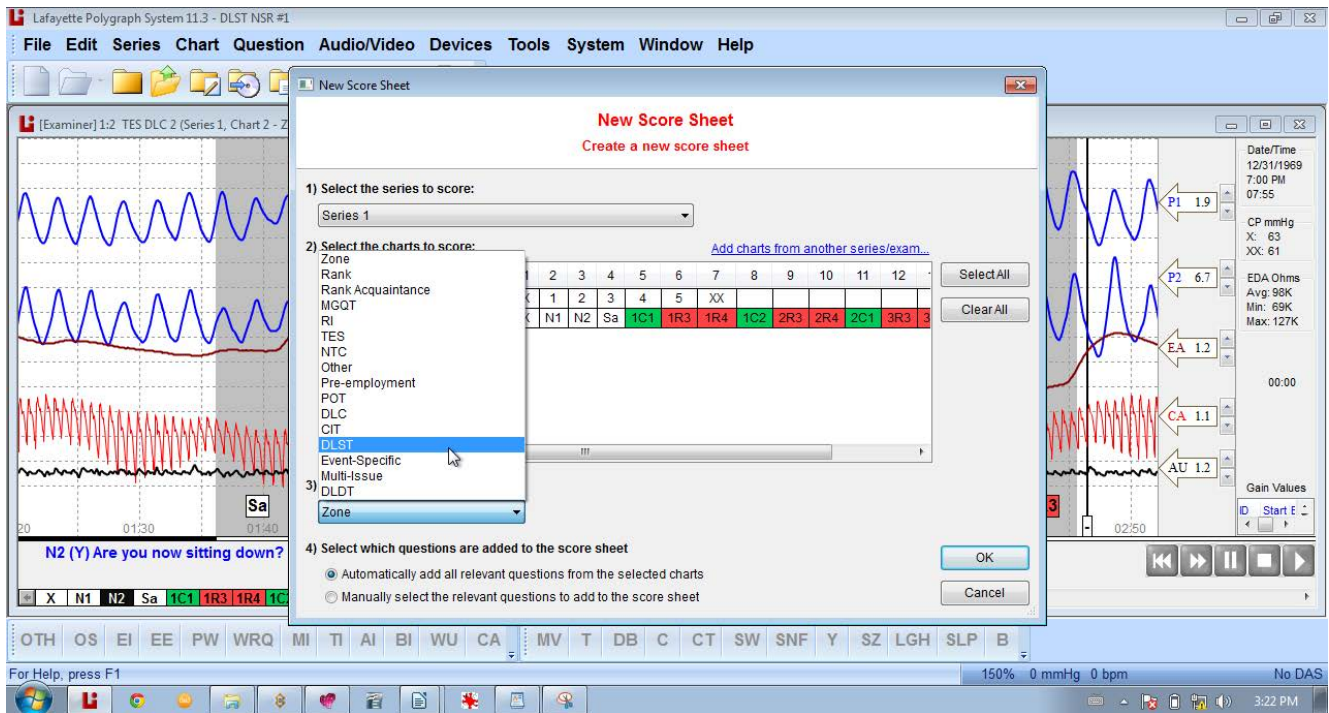 Lafayette Polygraph System 11.3 - DLST NSR #1
File Edit Series Chart Question Audio/Video Devices Tools System Window Help
New Score Sheet
New Score Sheet
Create a new score sheet
[Examiner] 1:2 TES DLC 2 (Series 1, Chart 2 - Z
1) Select the series to score:
Series 1
2) Select the charts to score:
Add charts from another series/exam...
2 3 4 5 6 7 8 9 10 11 12
1 2 3 4 5 XX
N1 N2 Sa 1C1 1R3 1R4 1C2 2R3 2R4 2C1 3R3 3
Select All
Clear All
Zone
Rank
Rank Acquaintance
MGQT
RI
TES
NTC
Other
Pre-employment
POT
DLC
CIT
DLST
Event-Specific
Multi-Issue
DLDT
3)
Zone
4) Select which questions are added to the score sheet
Automatically add all relevant questions from the selected charts
Manually select the relevant questions to add to the score sheet
OK
Cancel
Date/Time
12/31/1969
7:00 PM
07:55
CP mmHg
X: 63
XX: 61
EDA Ohms
Avg: 98K
Min: 69K
Max: 127K
00:00
Gain Values
ID Start E
P1 1.9
P2 6.7
EA 1.2
CA 1.1
AU 1.2
Sa
3
-
20 01:30 01:40 02:50
N2 (Y) Are you now sitting down?
X N1 N2 Sa 1C1 1R3 1R4 1C2
OTH OS EI EE PW WRQ MI TI AI BI WU CA MV T DB C CT SW SNF Y SZ LGH SLP B
For Help, press F1
150% 0 mmHg 0 bpm No DAS
3:22 PM